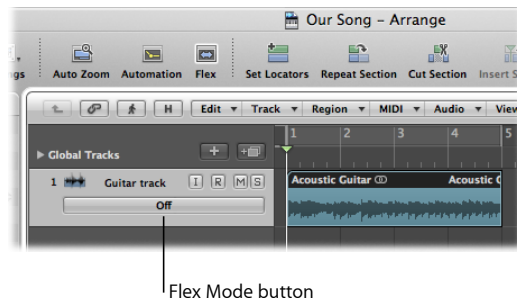 Our Song – Arrange
gs Auto Zoom Automation Flex Set Locators Repeat Section Cut Section Insert S
H Edit Track Region MIDI Audio View
1 2 3 4 5
Global Tracks
1 Guitar track I R M S
Acoustic Guitar Acoustic G
Off
Flex Mode button